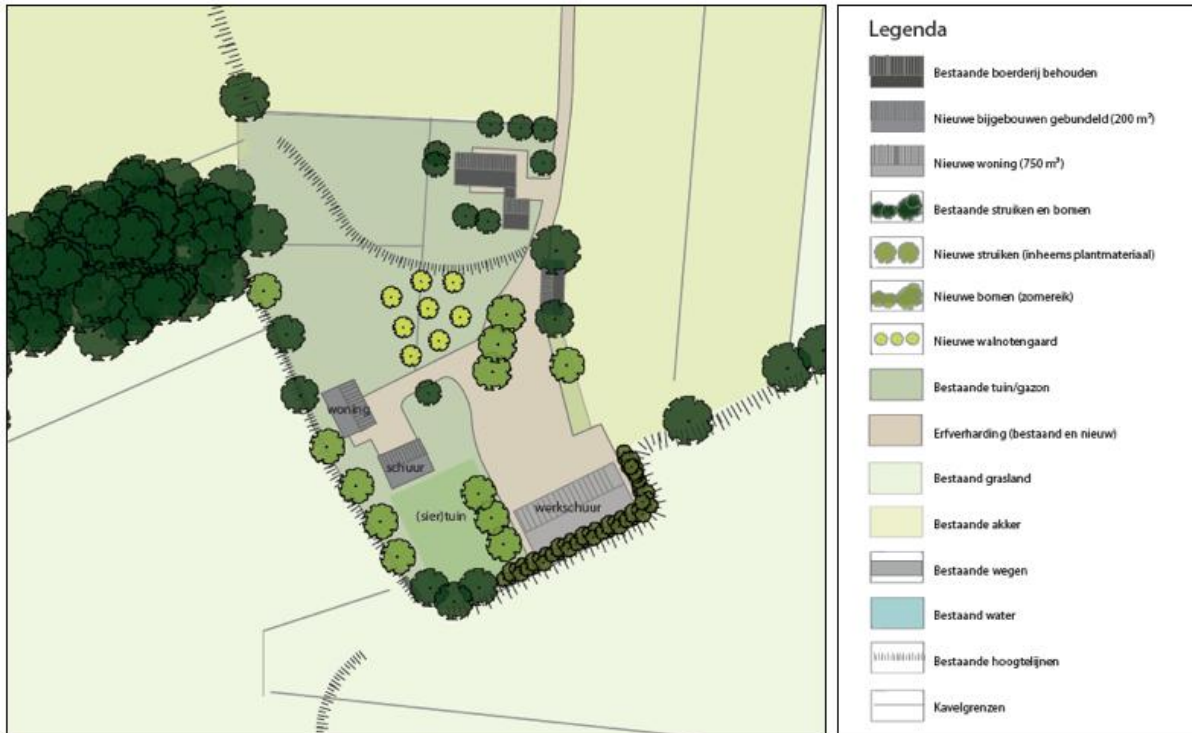 woning
schuur
(sier)tuin
werkschuur
Legenda
Bestaande boerderij behouden
Nieuwe bijgebouwen gebundeld (200 m³)
Nieuwe woning (750 m³)
Bestaande struiken en bomen
Nieuwe struiken (inheems plantmateriaal)
Nieuwe bomen (zomereik)
Nieuwe walnotengaard
Bestaande tuin/gazon
Erfverharding (bestaand en nieuw)
Bestaand grasland
Bestaande akker
Bestaande wegen
Bestaand water
Bestaande hoogtelijnen
Kavelgrenzen